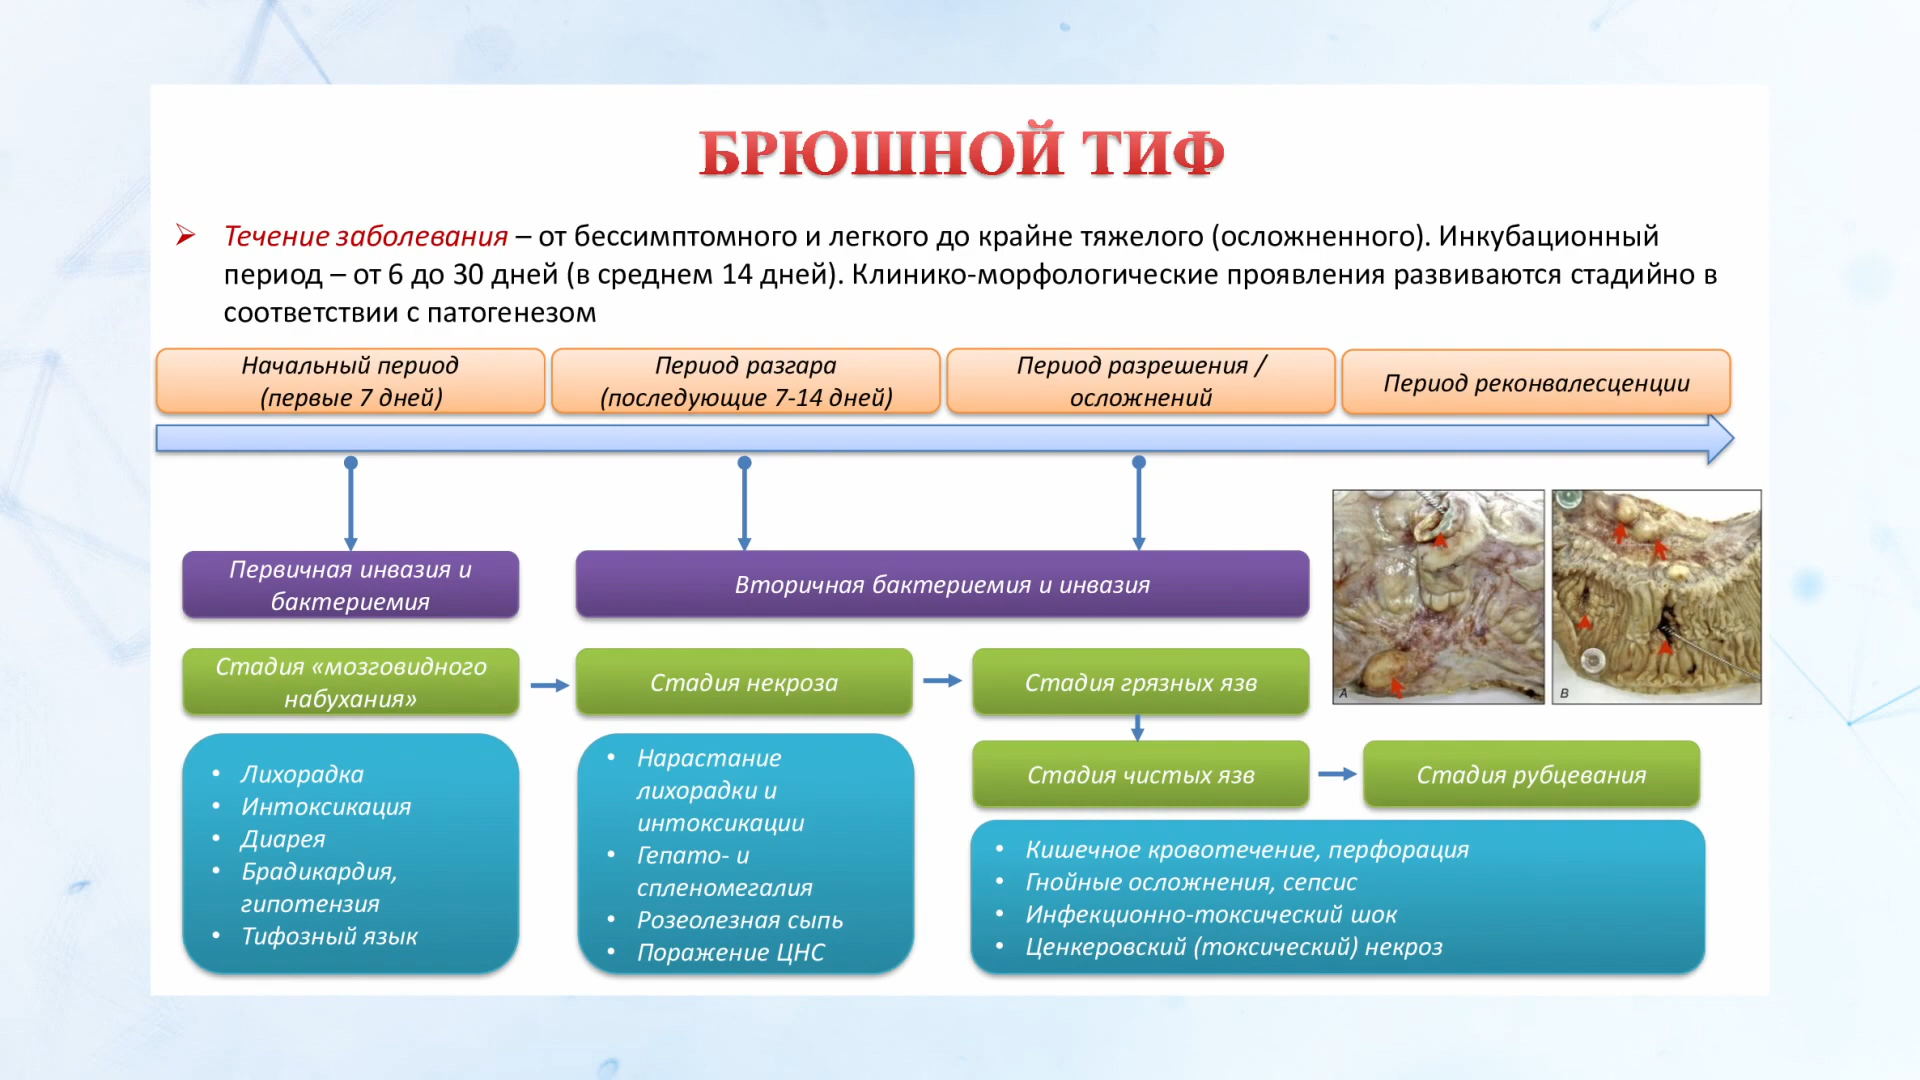 БРЮШНОЙ ТИФ
Течение заболевания – от бессимптомного и легкого до крайне тяжелого (осложненного). Инкубационный
период – от 6 до 30 дней (в среднем 14 дней). Клинико-морфологические проявления развиваются стадийно в
соответствии с патогенезом
Начальный период
(первые 7 дней)
Период разгара
(последующие 7-14 дней)
Период разрешения /
осложнений
Период реконвалесценции
Первичная инвазия и
бактериемия
Вторичная бактериемия и инвазия
Стадия «мозговидного
набухания»
Стадия некроза
Стадия грязных язв
A
B
Стадия чистых язв
Стадия рубцевания
• Лихорадка
• Интоксикация
• Диарея
• Брадикардия,
гипотензия
• Тифозный язык
• Нарастание
лихорадки и
интоксикации
• Гепато- и
спленомегалия
• Розеолезная сыпь
• Поражение ЦНС
• Кишечное кровотечение, перфорация
• Гнойные осложнения, сепсис
• Инфекционно-токсический шок
• Ценкеровский (токсический) некроз